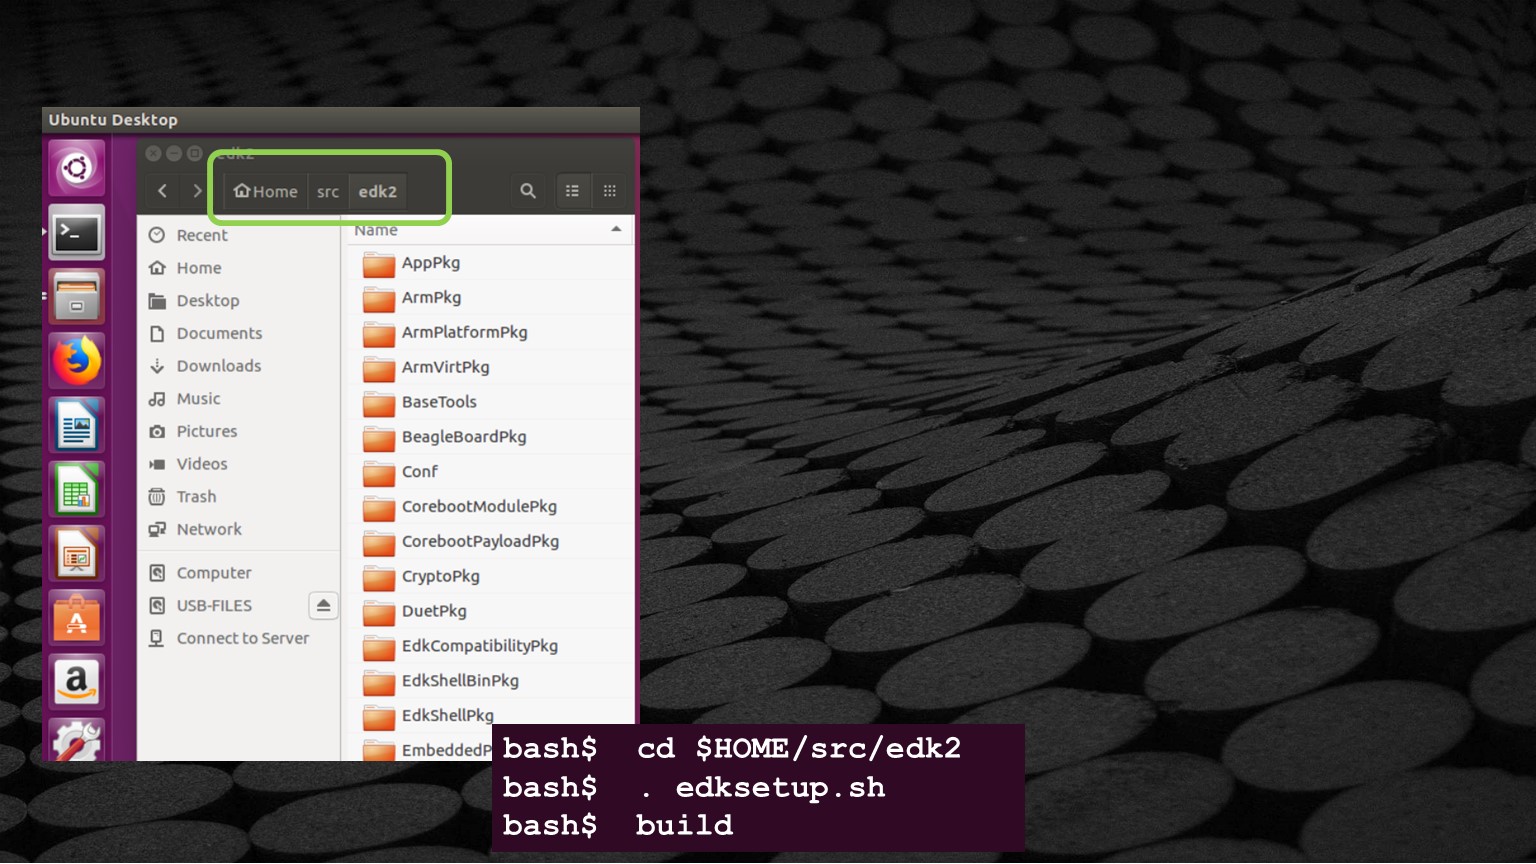 Ubuntu Desktop
edk2
Home src edk2
Name
Recent
Home
Desktop
Documents
Downloads
Music
Pictures
Videos
Trash
Network
Computer
USB-FILES
Connect to Server
AppPkg
ArmPkg
ArmPlatformPkg
ArmVirtPkg
BaseTools
BeagleBoardPkg
Conf
CorebootModulePkg
CorebootPayloadPkg
CryptoPkg
DuetPkg
EdkCompatibilityPkg
EdkShellBinPkg
EdkShellPkg
EmbeddedP
bash$ cd $HOME/src/edk2
bash$ . edksetup.sh
bash$ build